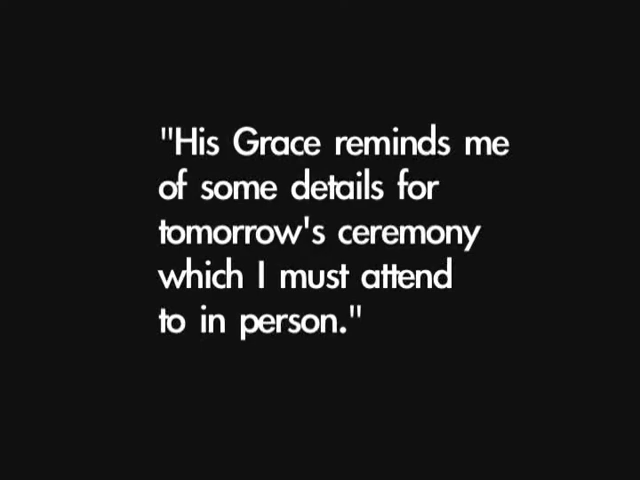 "His Grace reminds me
of some details for
tomorrow's ceremony
which I must attend
to in person."